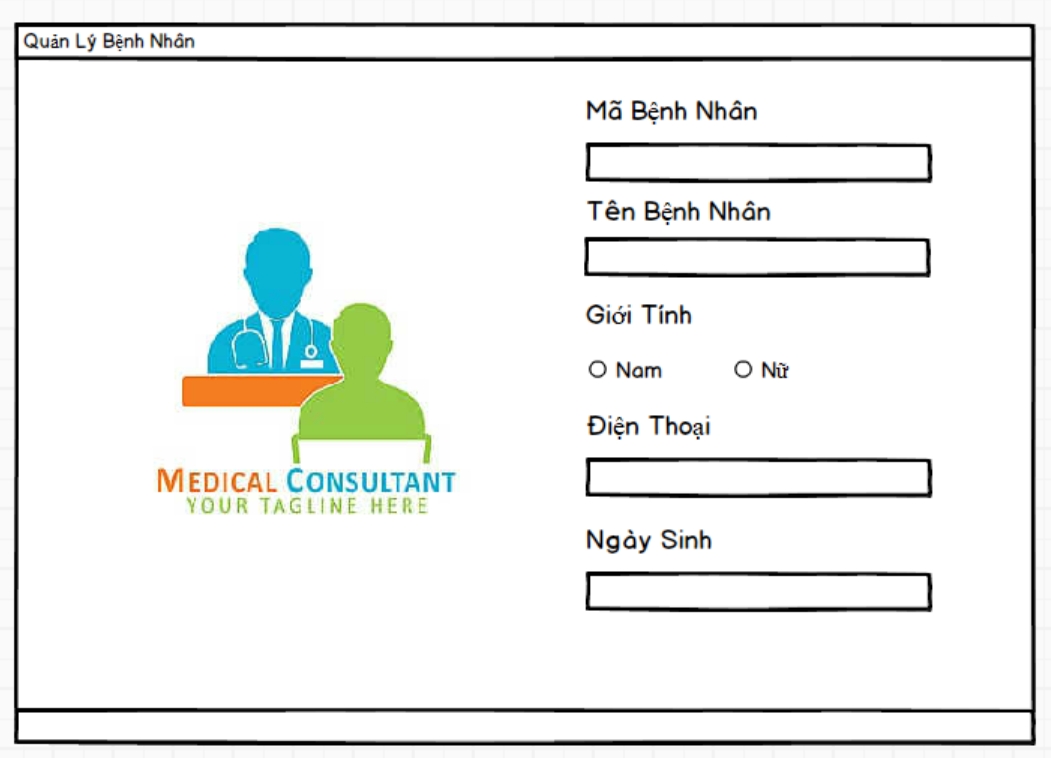 Quản Lý Bệnh Nhân
Mã Bệnh Nhân
Tên Bệnh Nhân
Giới Tính
Nam Nữ
Điện Thoại
Ngày Sinh
MEDICAL CONSULTANT
YOUR TAGLINE HERE